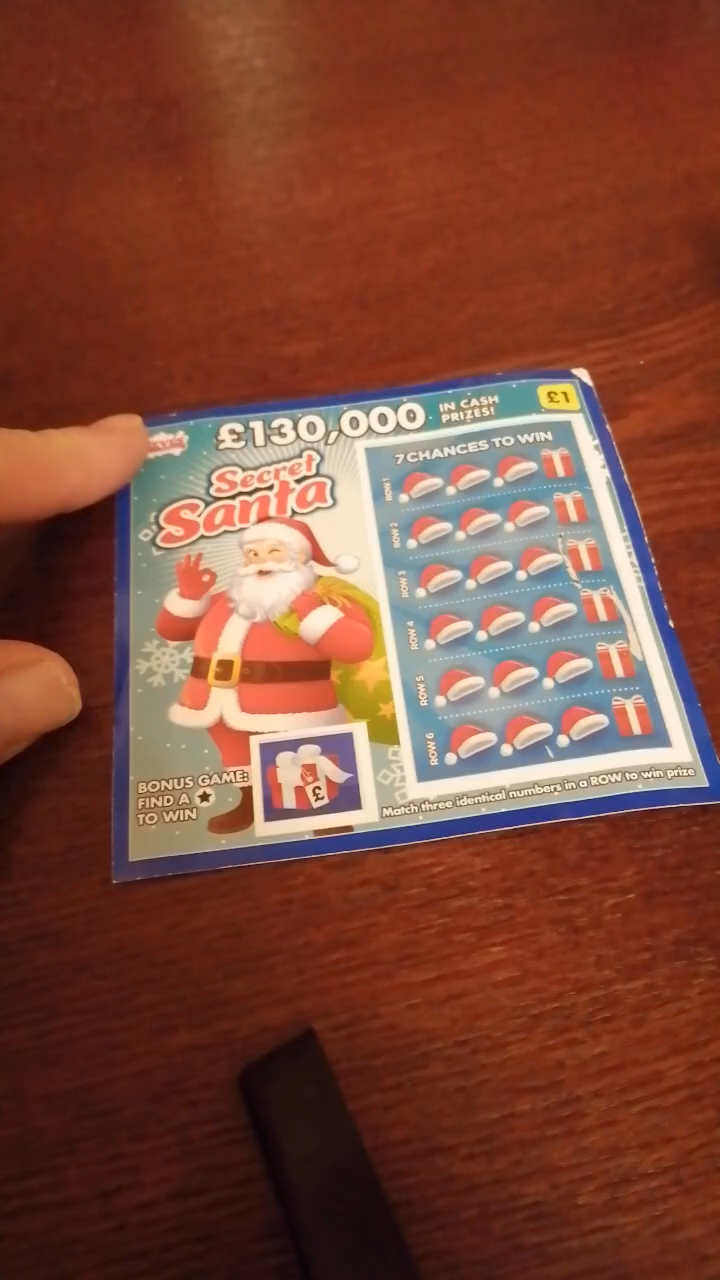 £130,000 IN CASH PRIZES!
£1
Secret
Santa
7 CHANCES TO WIN
ROW 1
ROW 2
ROW 3
ROW 4
ROW 5
ROW 6
BONUS GAME:
FIND A
TO WIN
£
Match three identical numbers in a ROW to win prize